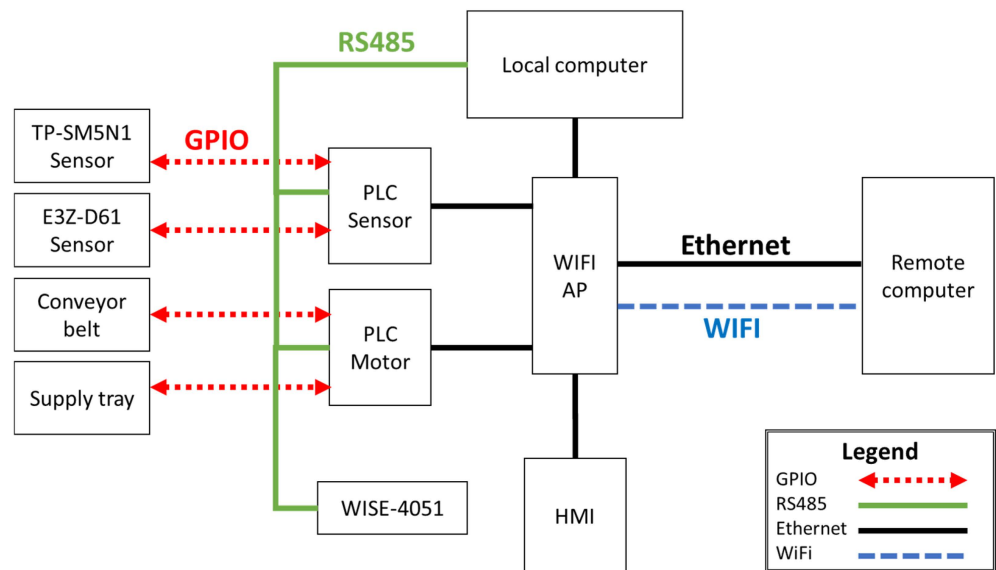 RS485
Local computer
TP-SM5N1
Sensor
GPIO
PLC
Sensor
E3Z-D61
Sensor
Ethernet
WIFI
AP
Remote
computer
Conveyor
belt
WIFI
PLC
Motor
Supply tray
WISE-4051
HMI
Legend
GPIO
RS485
Ethernet
WiFi